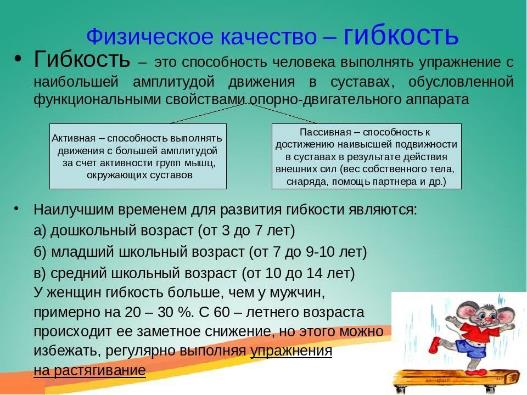 Физическое качество – гибкость
• Гибкость – это способность человека выполнять упражнение с
наибольшей амплитудой движения в суставах, обусловленной
функциональными свойствами опорно-двигательного аппарата
Активная – способность выполнять
движения с большей амплитудой
за счет активности групп мышц,
окружающих суставов
Пассивная – способность к
достижению наивысшей подвижности
в суставах в результате действия
внешних сил (вес собственного тела,
снаряда, помощь партнера и др.)
• Наилучшим временем для развития гибкости являются:
а) дошкольный возраст (от 3 до 7 лет)
б) младший школьный возраст (от 7 до 9-10 лет)
в) средний школьный возраст (от 10 до 14 лет)
У женщин гибкость больше, чем у мужчин,
примерно на 20 – 30 %. С 60 – летнего возраста
происходит ее заметное снижение, но этого можно
избежать, регулярно выполняя упражнения
на растягивание